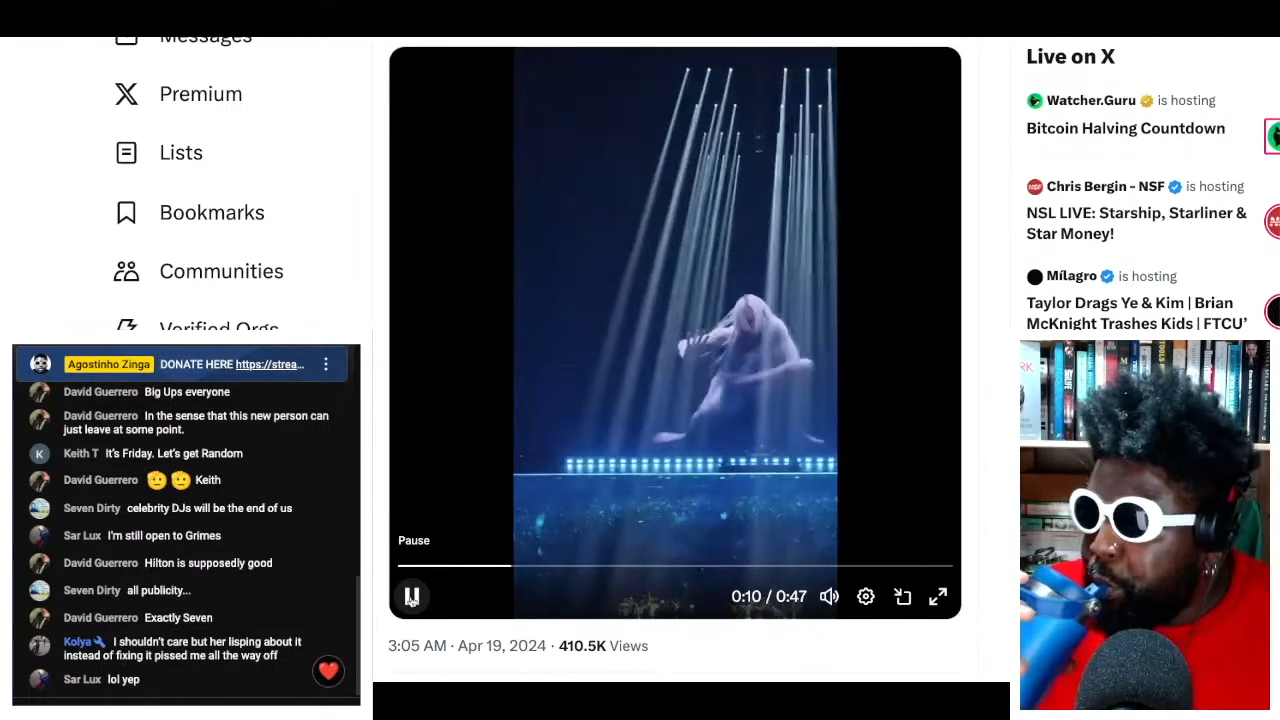 Messages
Premium
Lists
Bookmarks
Communities
Verified Orgs
Pause
0:10 / 0:47
3:05 AM · Apr 19, 2024 · 410.5K Views
Live on X
Watcher.Guru is hosting
Bitcoin Halving Countdown
Chris Bergin - NSF is hosting
NSL LIVE: Starship, Starliner &
Star Money!
Mílagro is hosting
Taylor Drags Ye & Kim | Brian
McKnight Trashes Kids | FTCU’
Agostinho Zinga DONATE HERE https://strea...
David Guerrero Big Ups everyone
David Guerrero In the sense that this new person can
just leave at some point.
K Keith T It’s Friday. Let’s get Random
David Guerrero 🫡 🫡 Keith
Seven Dirty celebrity DJs will be the end of us
Sar Lux I'm still open to Grimes
David Guerrero Hilton is supposedly good
Seven Dirty all publicity...
David Guerrero Exactly Seven
Kolya I shouldn’t care but her lisping about it
instead of fixing it pissed me all the way off
Sar Lux lol yep